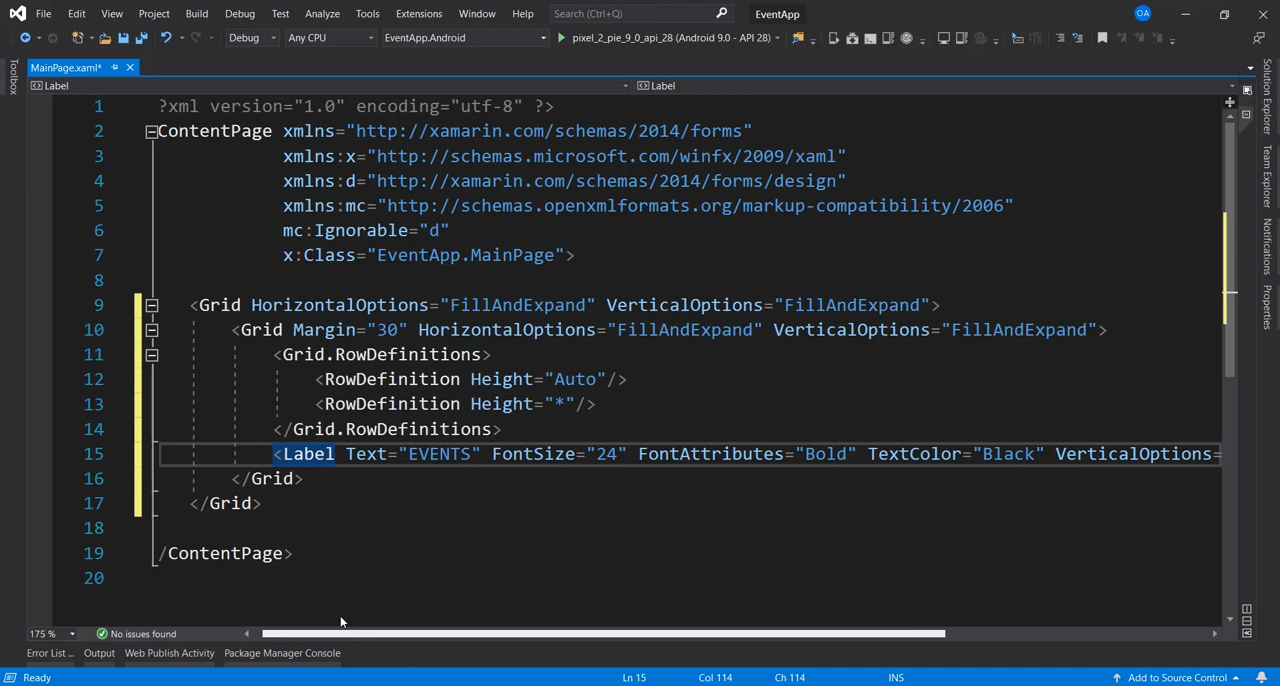 File Edit View Project Build Debug Test Analyze Tools Extensions Window Help Search (Ctrl+Q) EventApp OA
Debug Any CPU EventApp.Android pixel_2_pie_9_0_api_28 (Android 9.0 - API 28)
MainPage.xaml*
Label Label
Toolbox
1 ?xml version="1.0" encoding="utf-8" ?>
2 ContentPage xmlns="http://xamarin.com/schemas/2014/forms"
3 xmlns:x="http://schemas.microsoft.com/winfx/2009/xaml"
4 xmlns:d="http://xamarin.com/schemas/2014/forms/design"
5 xmlns:mc="http://schemas.openxmlformats.org/markup-compatibility/2006"
6 mc:Ignorable="d"
7 x:Class="EventApp.MainPage">
8
9 <Grid HorizontalOptions="FillAndExpand" VerticalOptions="FillAndExpand">
10 <Grid Margin="30" HorizontalOptions="FillAndExpand" VerticalOptions="FillAndExpand">
11 <Grid.RowDefinitions>
12 <RowDefinition Height="Auto"/>
13 <RowDefinition Height="*"/>
14 </Grid.RowDefinitions>
15 <Label Text="EVENTS" FontSize="24" FontAttributes="Bold" TextColor="Black" VerticalOptions=
16 </Grid>
17 </Grid>
18
19 /ContentPage>
20
Solution Explorer
Team Explorer
Notifications
Properties
175 % No issues found
Error List ... Output Web Publish Activity Package Manager Console
Ready Ln 15 Col 114 Ch 114 INS Add to Source Control